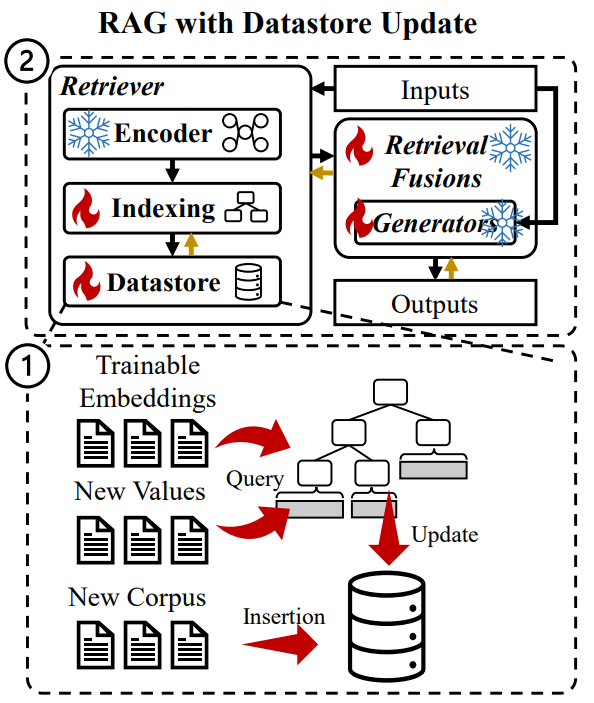 RAG with Datastore Update
2
Retriever
Encoder
Indexing
Datastore
Inputs
Retrieval
Fusions
Generators
Outputs
1
Trainable
Embeddings
Query
New Values
Update
New Corpus
Insertion